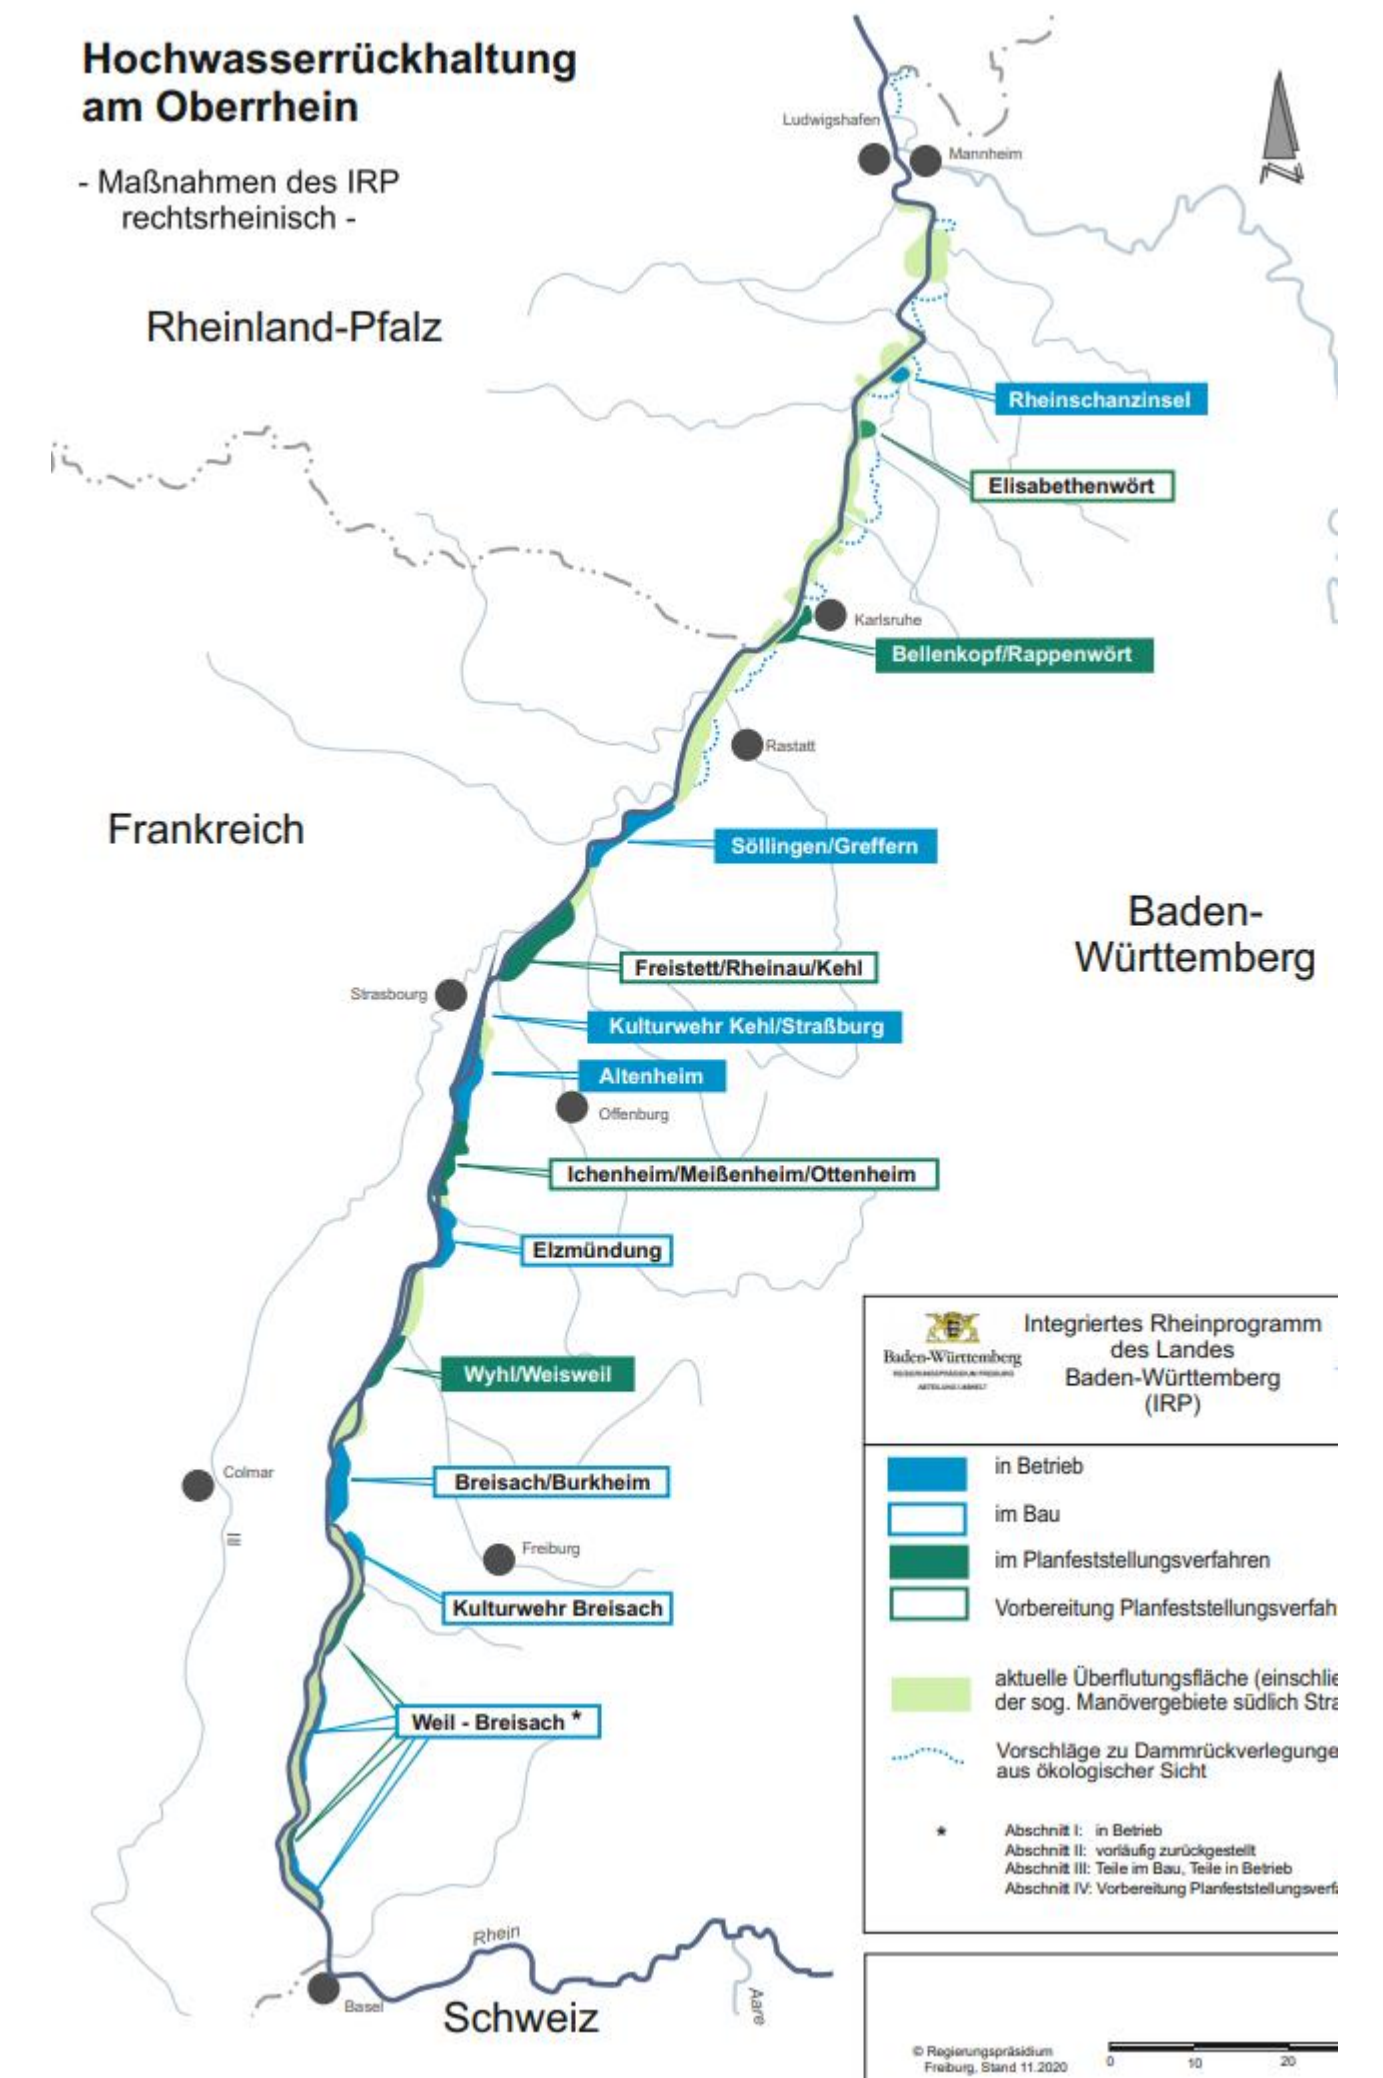 Hochwasserrückhaltung
am Oberrhein
- Maßnahmen des IRP
rechtsrheinisch -
Ludwigshafen
Mannheim
N
Rheinland-Pfalz
Rheinschanzinsel
Elisabethenwört
Karlsruhe
Bellenkopf/Rappenwört
Rastatt
Frankreich
Söllingen/Greffern
Baden-
Württemberg
Freistett/Rheinau/Kehl
Strasbourg
Kulturwehr Kehl/Straßburg
Altenheim
Offenburg
Ichenheim/Meißenheim/Ottenheim
Elzmündung
Wyhl/Weisweil
Colmar
Breisach/Burkheim
Freiburg
Kulturwehr Breisach
Weil - Breisach *
Rhein
Aare
Basel
Schweiz
Baden-Württemberg
REGIERUNGSPRÄSIDIUM FREIBURG
ABTEILUNG UMWELT
Integriertes Rheinprogramm
des Landes
Baden-Württemberg
(IRP)
in Betrieb
im Bau
im Planfeststellungsverfahren
Vorbereitung Planfeststellungsverfah
aktuelle Überflutungsfläche (einschlie
der sog. Manövergebiete südlich Stra
Vorschläge zu Dammrückverlegunge
aus ökologischer Sicht
* Abschnitt I: in Betrieb
Abschnitt II: vorläufig zurückgestellt
Abschnitt III: Teile im Bau, Teile in Betrieb
Abschnitt IV: Vorbereitung Planfeststellungsverfa
© Regierungspräsidium
Freiburg, Stand 11.2020
0 10 20